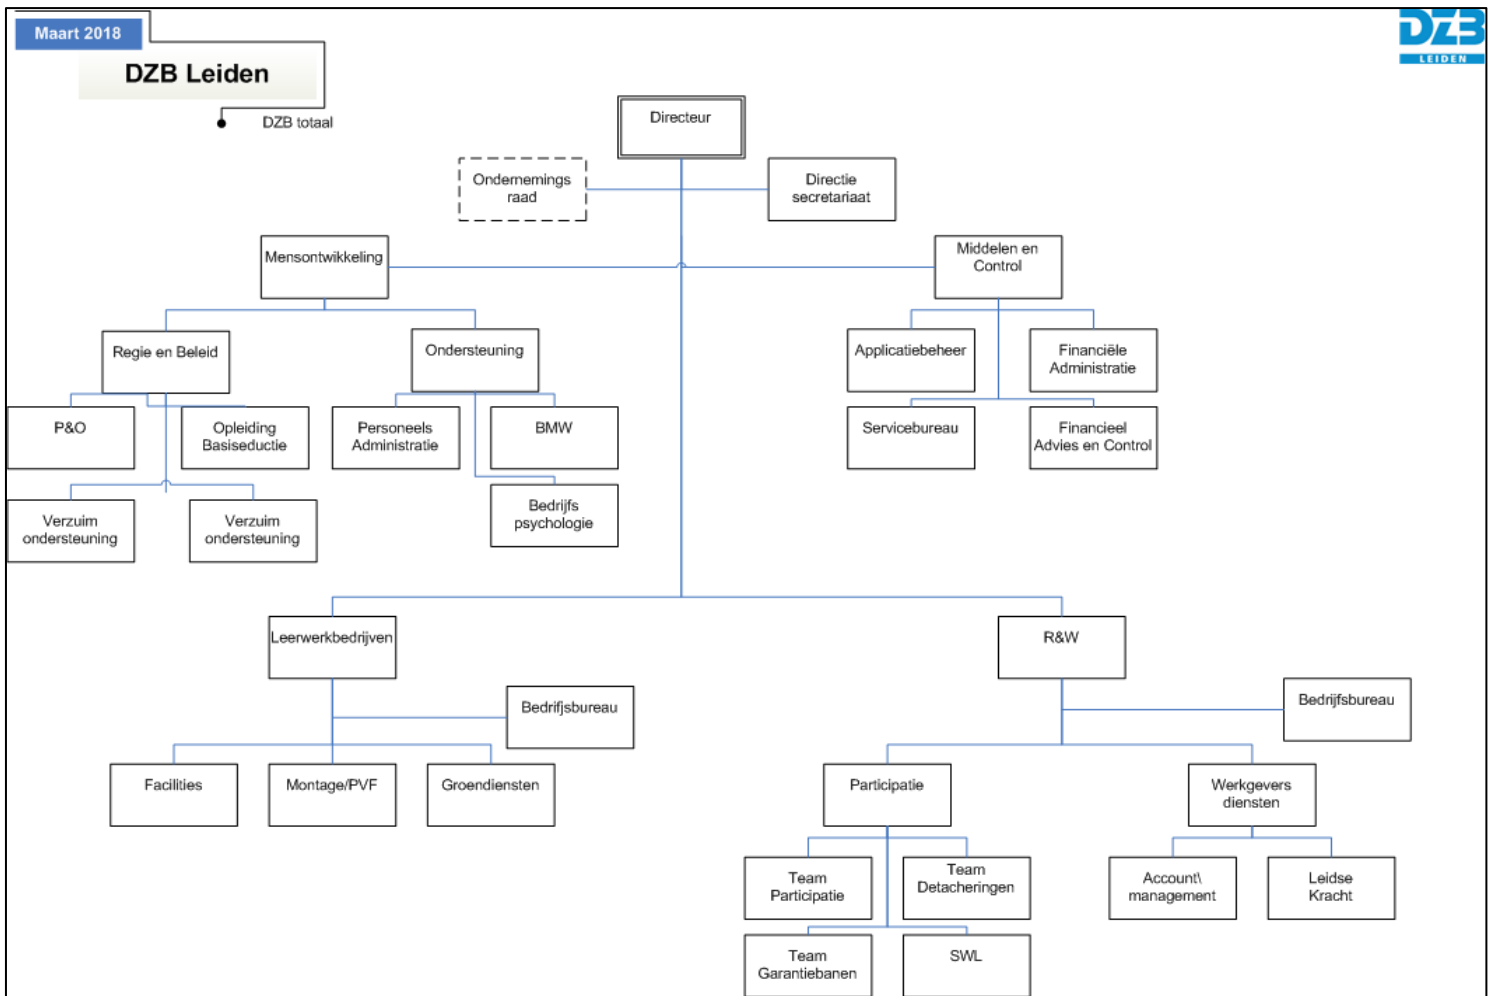 Maart 2018
DZB
LEIDEN
DZB Leiden
DZB totaal
Directeur
Ondernemings
raad
Directie
secretariaat
Mensontwikkeling
Middelen en
Control
Regie en Beleid
Ondersteuning
Applicatiebeheer
Financiële
Administratie
P&O
Opleiding
Basiseductie
Personeels
Administratie
BMW
Servicebureau
Financieel
Advies en Control
Verzuim
ondersteuning
Verzuim
ondersteuning
Bedrijfs
psychologie
Leerwerkbedrijven
R&W
Bedrifjsbureau
Bedrijfsbureau
Facilities
Montage/PVF
Groendiensten
Participatie
Werkgevers
diensten
Team
Participatie
Team
Detacheringen
Account\
management
Leidse
Kracht
Team
Garantiebanen
SWL